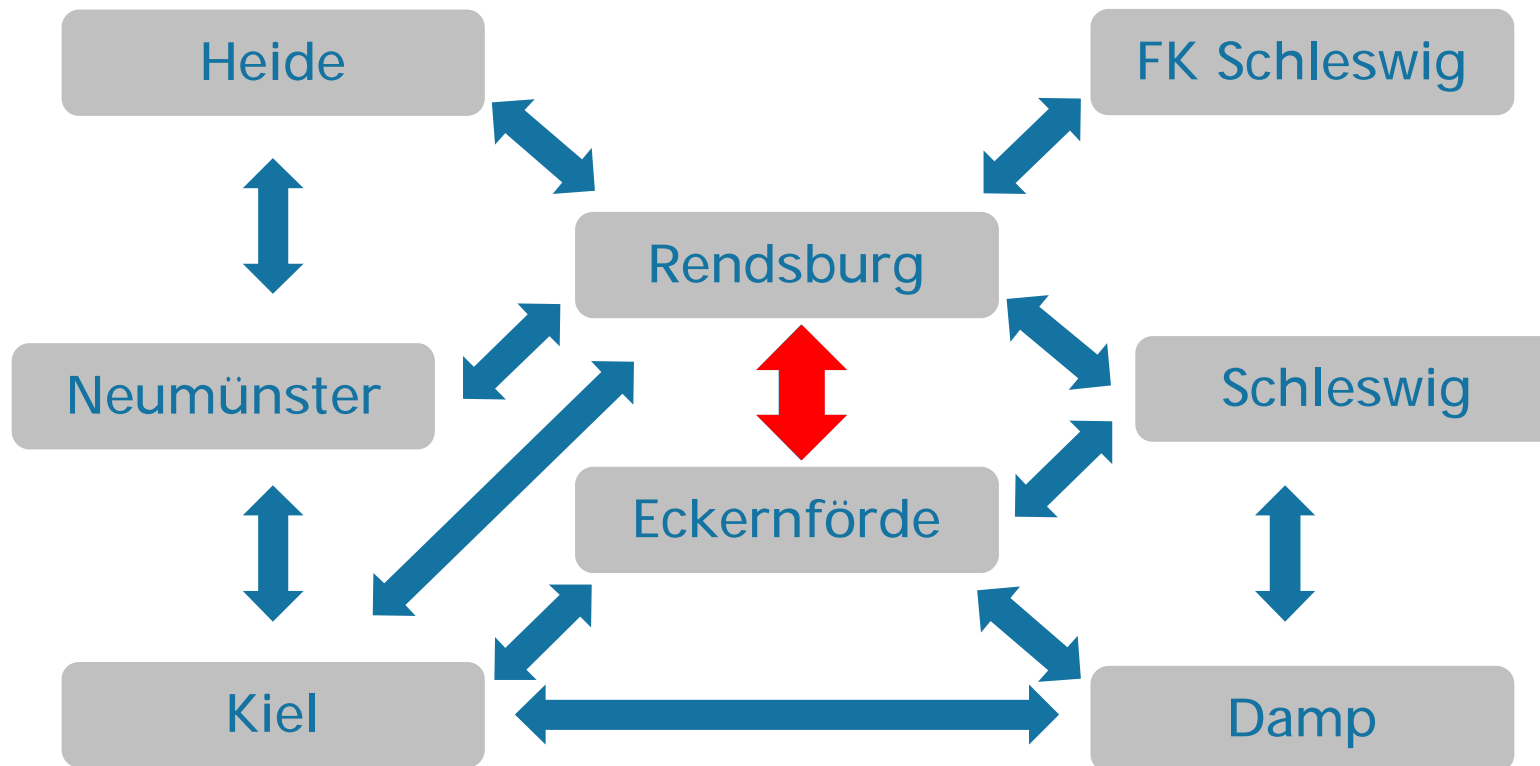 Heide
FK Schleswig
Rendsburg
Neumünster
Schleswig
Eckernförde
Kiel
Damp